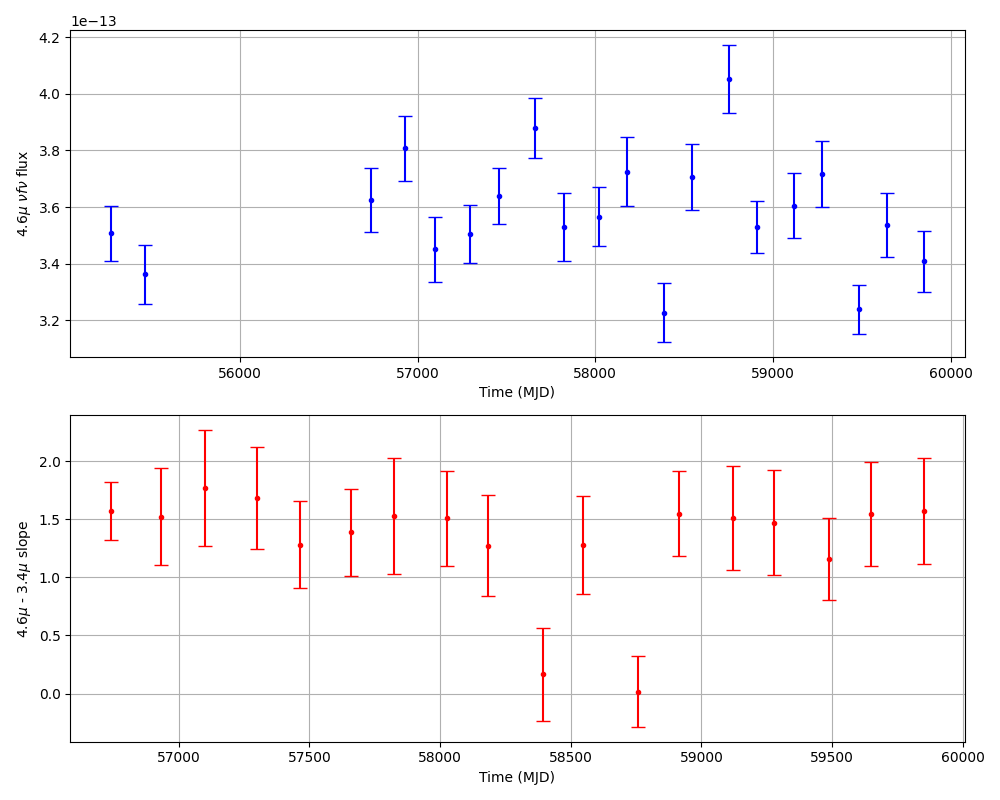 1e−13
4.2
4.0
3.8
3.6
3.4
3.2
4.6μ νfν flux
56000 57000 58000 59000 60000
Time (MJD)
2.0
1.5
1.0
0.5
0.0
4.6μ - 3.4μ slope
57000 57500 58000 58500 59000 59500 60000
Time (MJD)